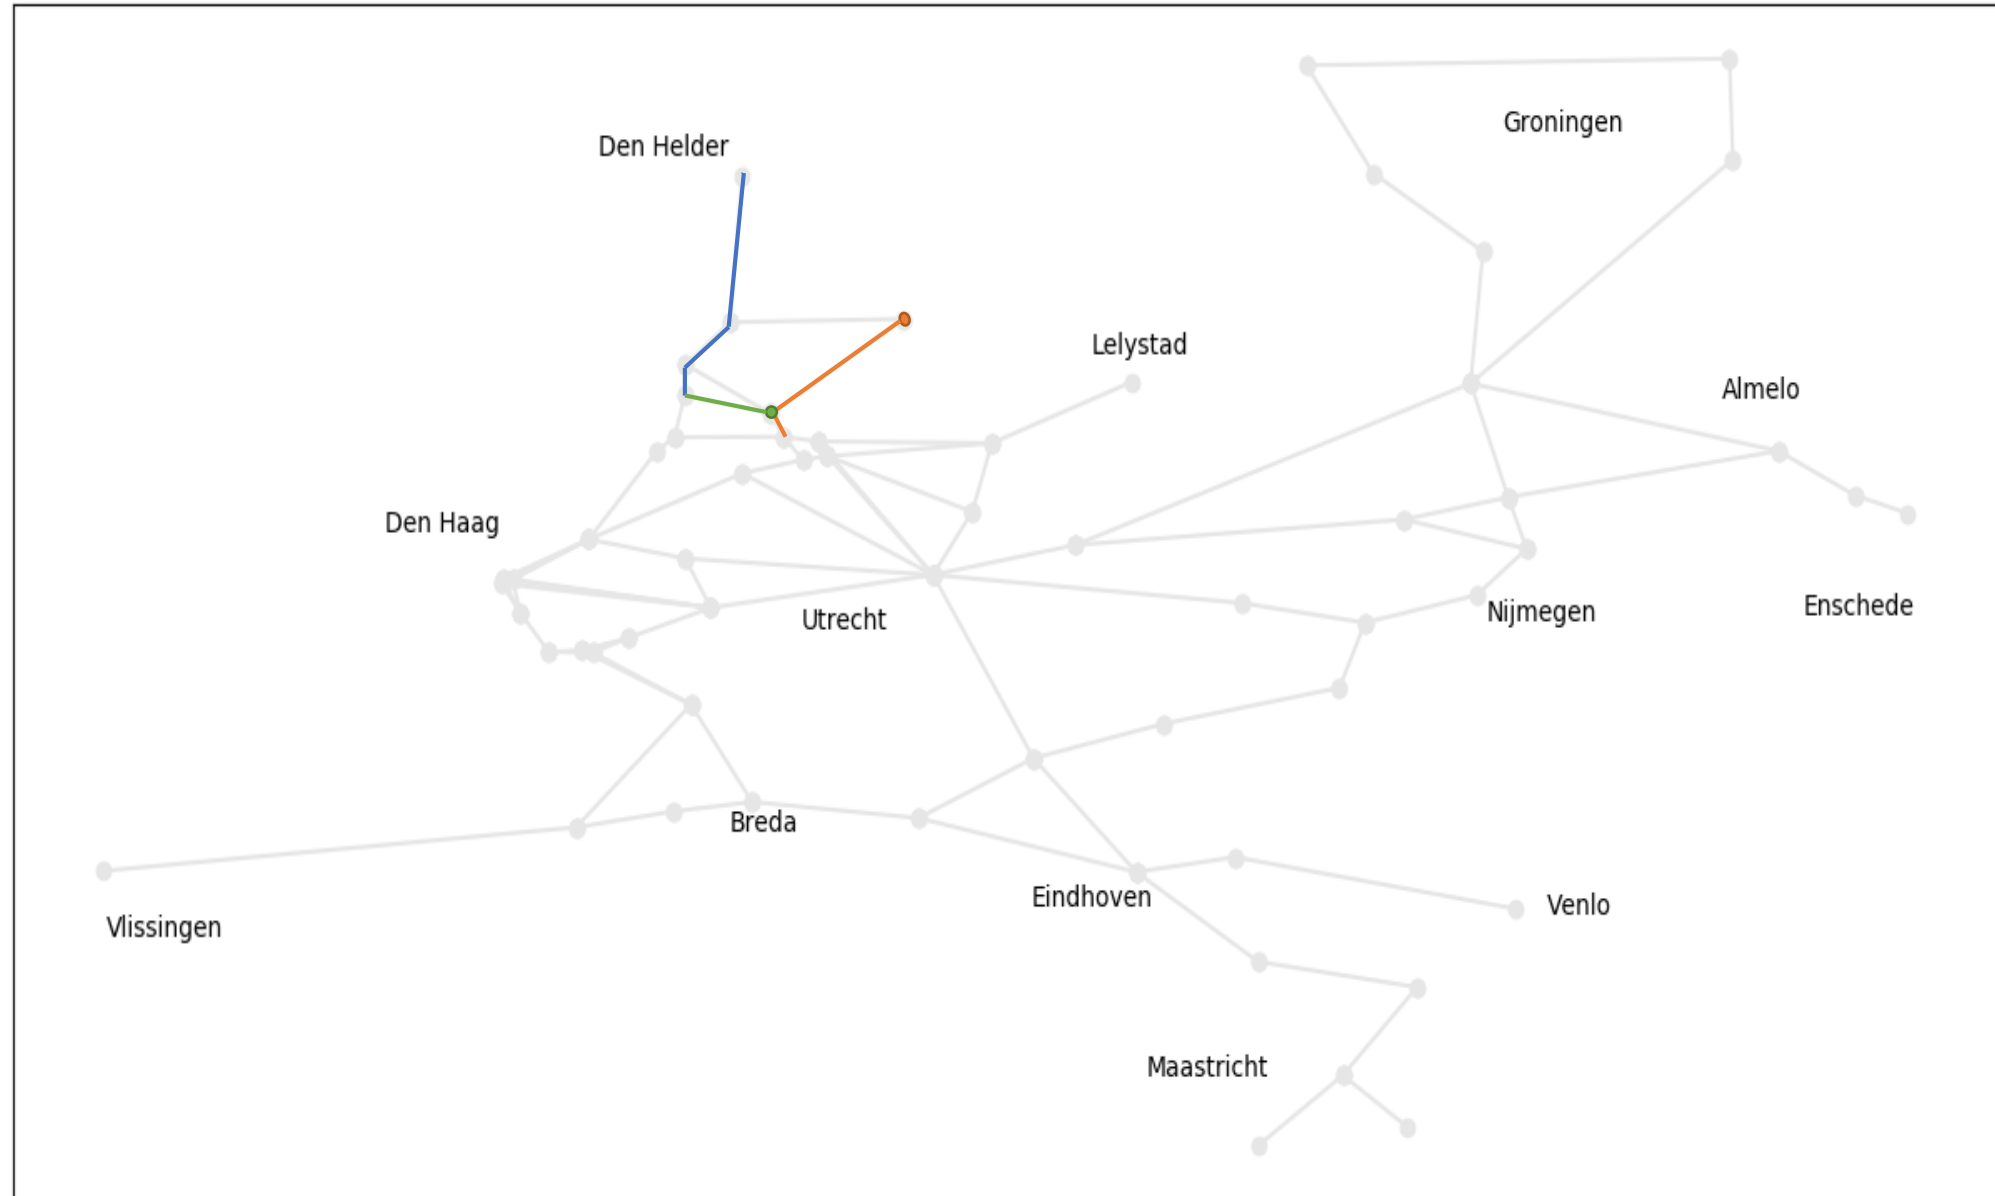 Groningen
Den Helder
Lelystad
Almelo
Den Haag
Enschede
Nijmegen
Utrecht
Breda
Eindhoven
Venlo
Vlissingen
Maastricht